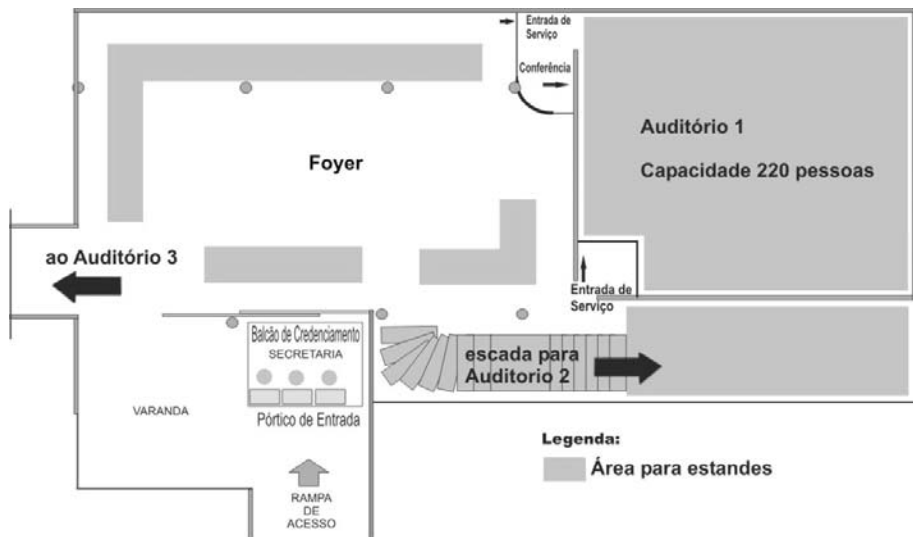 Entrada de
Serviço
Conferência
Auditório 1
Capacidade 220 pessoas
Foyer
ao Auditório 3
Entrada de
Serviço
Balcão de Credenciamento
SECRETARIA
escada para
Auditorio 2
VARANDA
Pórtico de Entrada
Legenda:
Área para estandes
RAMPA
DE
ACESSO